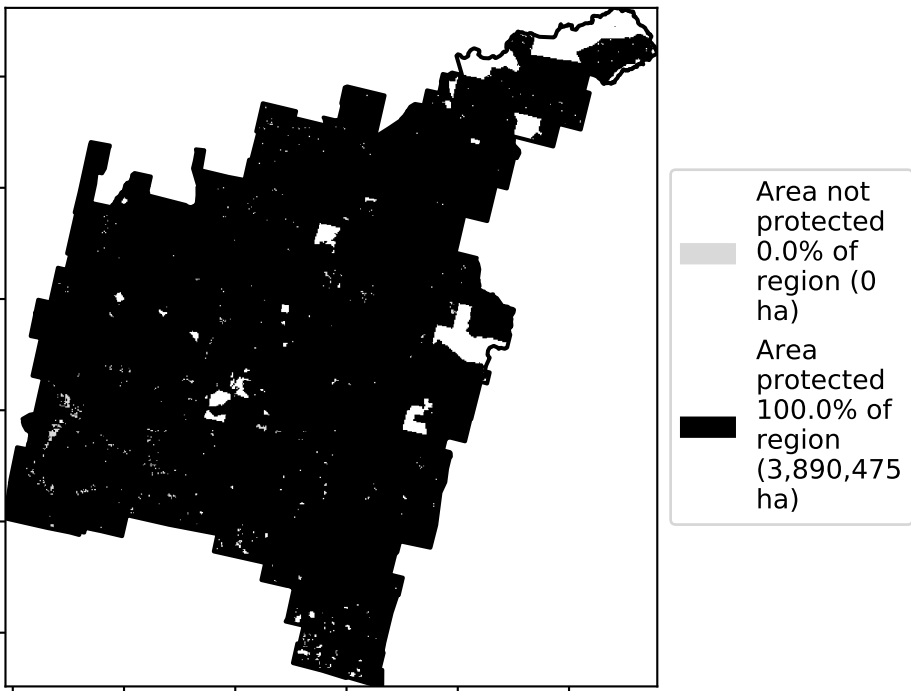 Area not
protected
0.0% of
region (0
ha)
Area
protected
100.0% of
region
(3,890,475
ha)